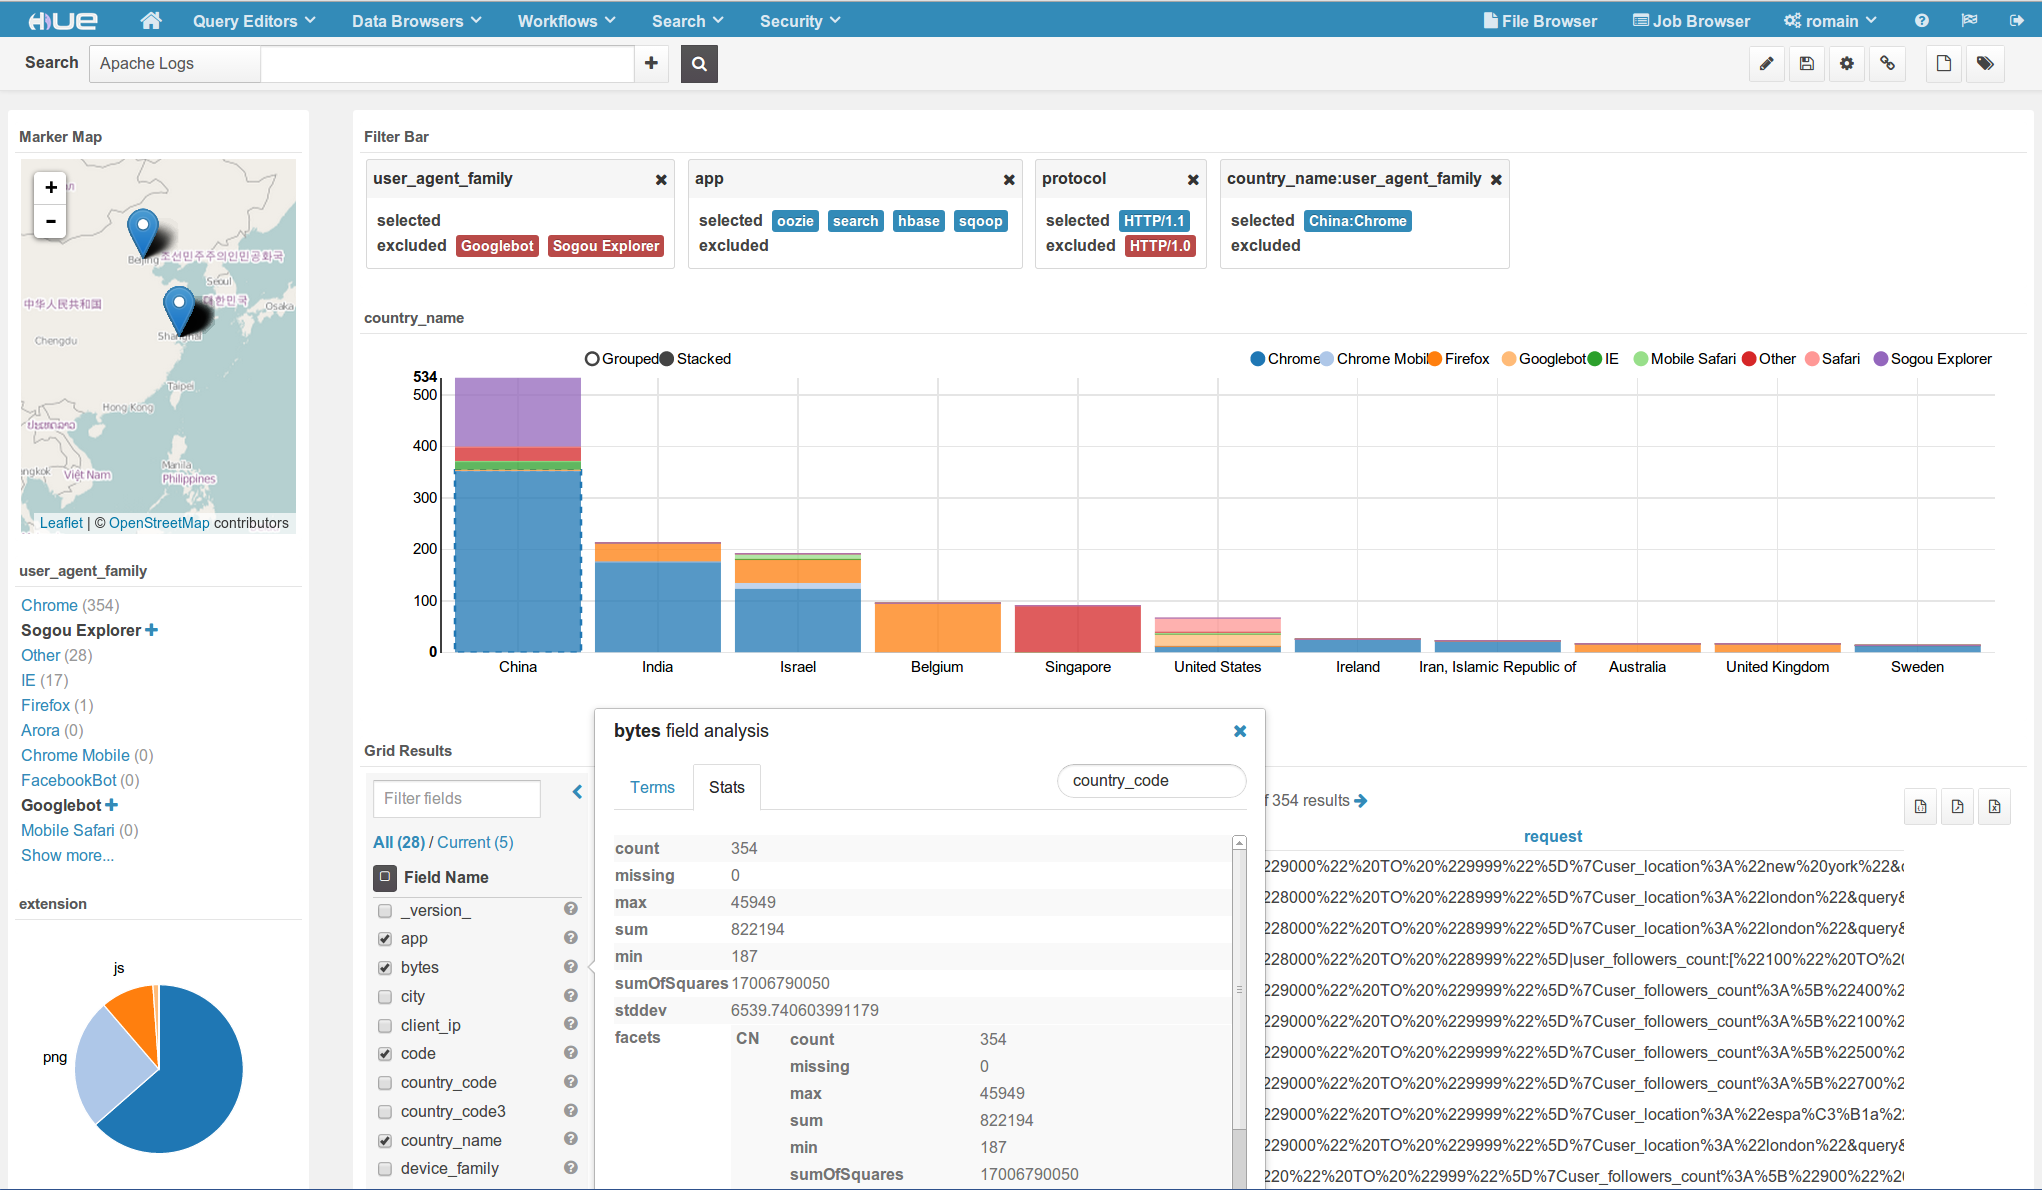 HUE Query Editors Data Browsers Workflows Search Security File Browser Job Browser romain
Search Apache Logs
Marker Map
+
-
Beijing
조선민주주의인민공화국
Seoul
대한민국
中华人民共和国
Osaka
Shanghai
Chengdu
Taipei
Hong Kong
ປະເທດລາວ
Manila
Việt Nam
Philippines
Leaflet | © OpenStreetMap contributors
user_agent_family
Chrome (354)
Sogou Explorer +
Other (28)
IE (17)
Firefox (1)
Arora (0)
Chrome Mobile (0)
FacebookBot (0)
Googlebot +
Mobile Safari (0)
Show more...
extension
js
png
Filter Bar
user_agent_family
selected
excluded Googlebot Sogou Explorer
app
selected oozie search hbase sqoop
excluded
protocol
selected HTTP/1.1
excluded HTTP/1.0
country_name:user_agent_family
selected China:Chrome
excluded
country_name
Grouped Stacked
Chrome Chrome Mobil Firefox Googlebot IE Mobile Safari Other Safari Sogou Explorer
534
500
400
300
200
100
0
China India Israel Belgium Singapore United States Ireland Iran, Islamic Republic of Australia United Kingdom Sweden
Grid Results
Filter fields
All (28) / Current (5)
Field Name
_version_
app
bytes
city
client_ip
code
country_code
country_code3
country_name
device_family
bytes field analysis
Terms Stats country_code
count 354
missing 0
max 45949
sum 822194
min 187
sumOfSquares 17006790050
stddev 6539.740603991179
facets CN count 354
missing 0
max 45949
sum 822194
min 187
sumOfSquares 17006790050
f 354 results
request
229000%22%20TO%20%229999%22%5D%7Cuser_location%3A%22new%20york%22&
228000%22%20TO%20%228999%22%5D%7Cuser_location%3A%22london%22&query&
228000%22%20TO%20%228999%22%5D%7Cuser_location%3A%22london%22&query&
228000%22%20TO%20%228999%22%5D|user_followers_count:[%22100%22%20TO%20
229000%22%20TO%20%229999%22%5D%7Cuser_followers_count%3A%5B%22400%2
229000%22%20TO%20%229999%22%5D%7Cuser_followers_count%3A%5B%22100%2
229000%22%20TO%20%229999%22%5D%7Cuser_followers_count%3A%5B%22500%2
229000%22%20TO%20%229999%22%5D%7Cuser_followers_count%3A%5B%22700%2
229000%22%20TO%20%229999%22%5D%7Cuser_location%3A%22espa%C3%B1a%22
229000%22%20TO%20%229999%22%5D%7Cuser_location%3A%22london%22&query&
220%22%20TO%20%22999%22%5D%7Cuser_followers_count%3A%5B%22900%22%20